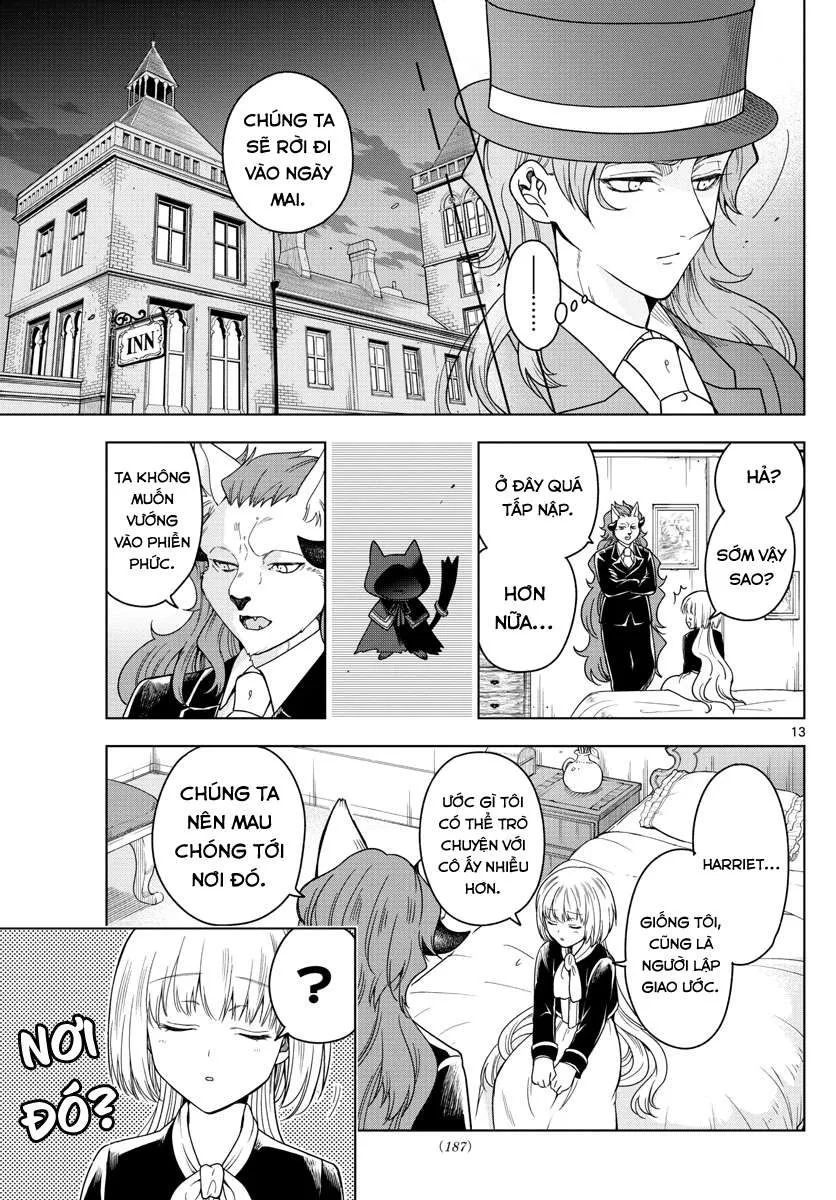 ………
CHÚNG TA
SẼ RỜI ĐI
VÀO NGÀY
MAI.
INN
HẢ?
SỚM VẬY
SAO?
Ở ĐÂY QUÁ
TẤP NẬP.
HƠN
NỮA...
TA KHÔNG
MUỐN
VƯỚNG
VÀO PHIỀN
PHỨC.
13
HARRIET...
GIỐNG TÔI,
CŨNG LÀ
NGƯỜI LẬP
GIAO ƯỚC.
ƯỚC GÌ TÔI
CÓ THỂ TRÒ
CHUYỆN VỚI
CÔ ẤY NHIỀU
HƠN.
CHÚNG TA
NÊN MAU
CHÓNG TỚI
NƠI ĐÓ.
?
NƠI
ĐÓ?
(187)